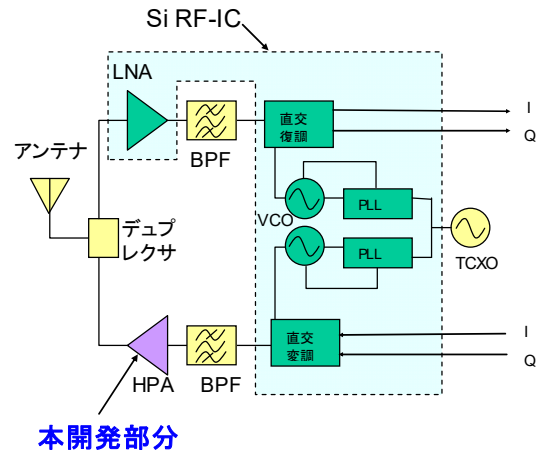 Si RF-IC
LNA
BPF
直交
復調
I
Q
アンテナ
デュプ
レクサ
VCO
PLL
PLL
TCXO
HPA
BPF
直交
変調
I
Q
本開発部分